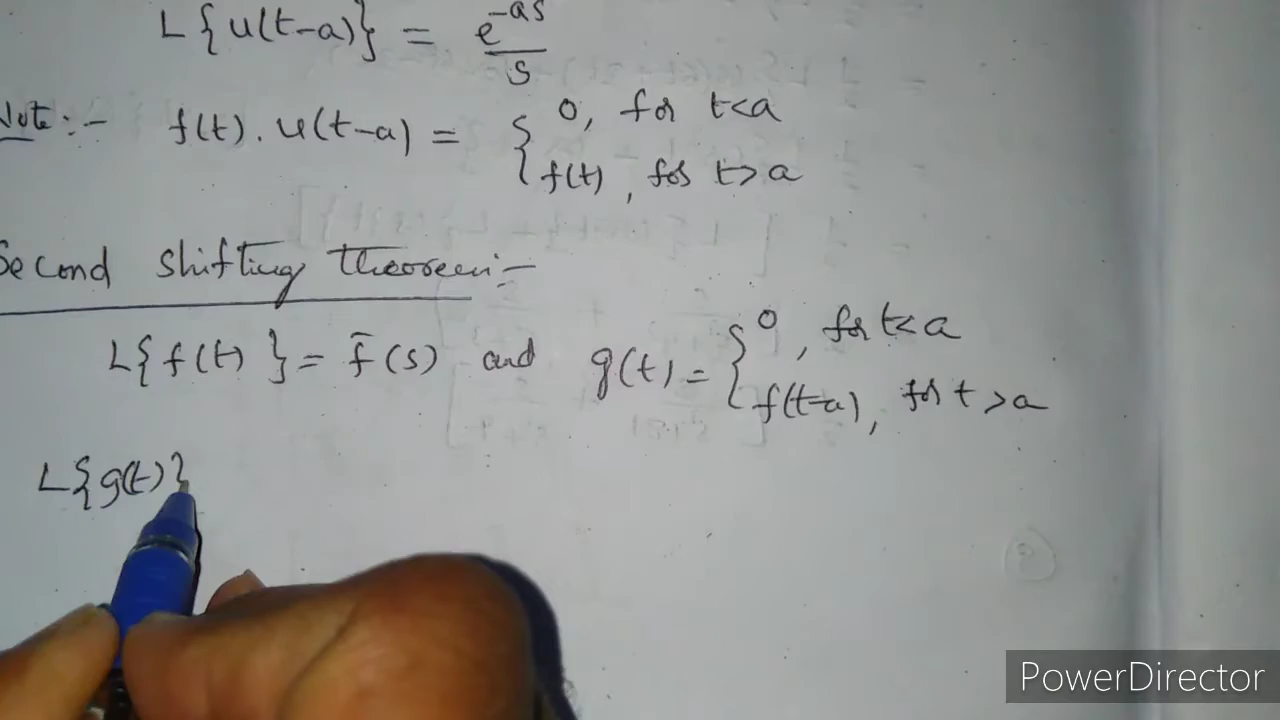 L{u(t-a)} = e^-as/s
Note :- f(t). u(t-a) = { 0, for t<a
f(t), for t>a
Second shifting theorem:-
L{f(t)} = f̄(s) and g(t) = { 0, for t<a
f(t-a), for t>a
L{g(t)}
PowerDirector